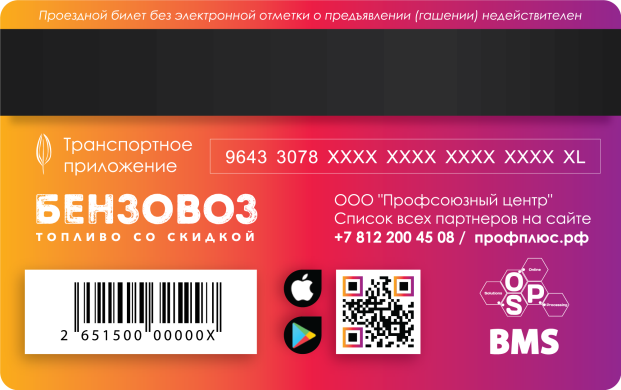 Проездной билет без электронной отметки о предъявлении (гашении) недействителен
Транспортное
приложение
9643 3078 XXXX XXXX XXXX XXXX XL
БЕНЗОВОЗ
ТОПЛИВО СО СКИДКОЙ
ООО "Профсоюзный центр"
Список всех партнеров на сайте
+7 812 200 45 08 / профплюс.рф
2 651500 00000X
Online
Solutions
Processing
OPS
BMS